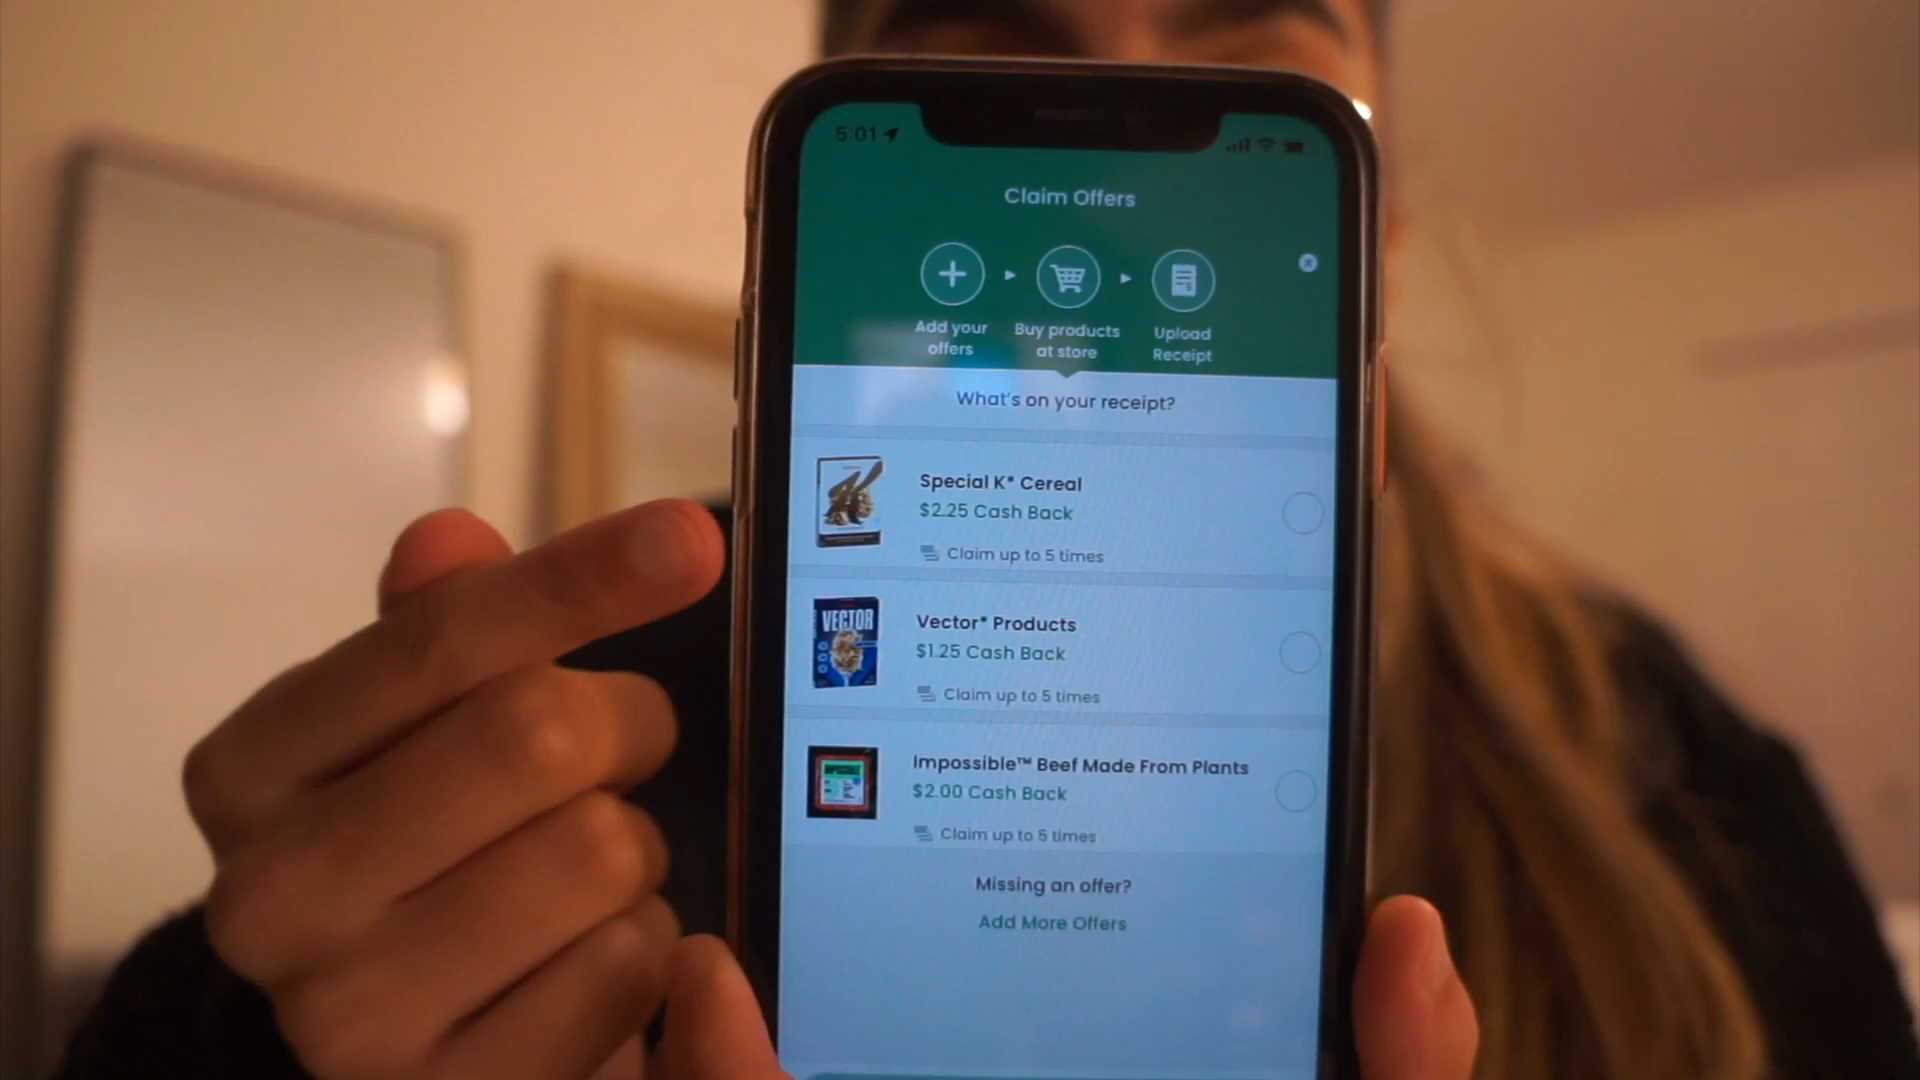 5:01
Claim Offers
Add your
offers
Buy products
at store
Upload
Receipt
What's on your receipt?
Special K* Cereal
$2.25 Cash Back
Claim up to 5 times
VECTOR
Vector* Products
$1.25 Cash Back
Claim up to 5 times
Impossible™ Beef Made From Plants
$2.00 Cash Back
Claim up to 5 times
Missing an offer?
Add More Offers